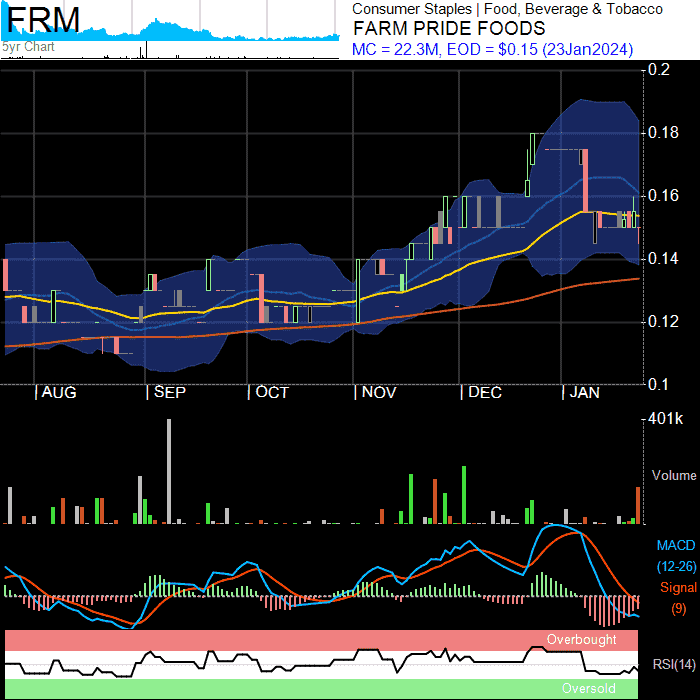 FRM
5yr Chart
Consumer Staples | Food, Beverage & Tobacco
FARM PRIDE FOODS
MC = 22.3M, EOD = $0.15 (23Jan2024)
0.2
0.18
0.16
0.14
0.12
0.1
| AUG | SEP | OCT | NOV | DEC | JAN
401k
Volume
MACD
(12-26)
Signal
(9)
Overbought
RSI(14)
Oversold